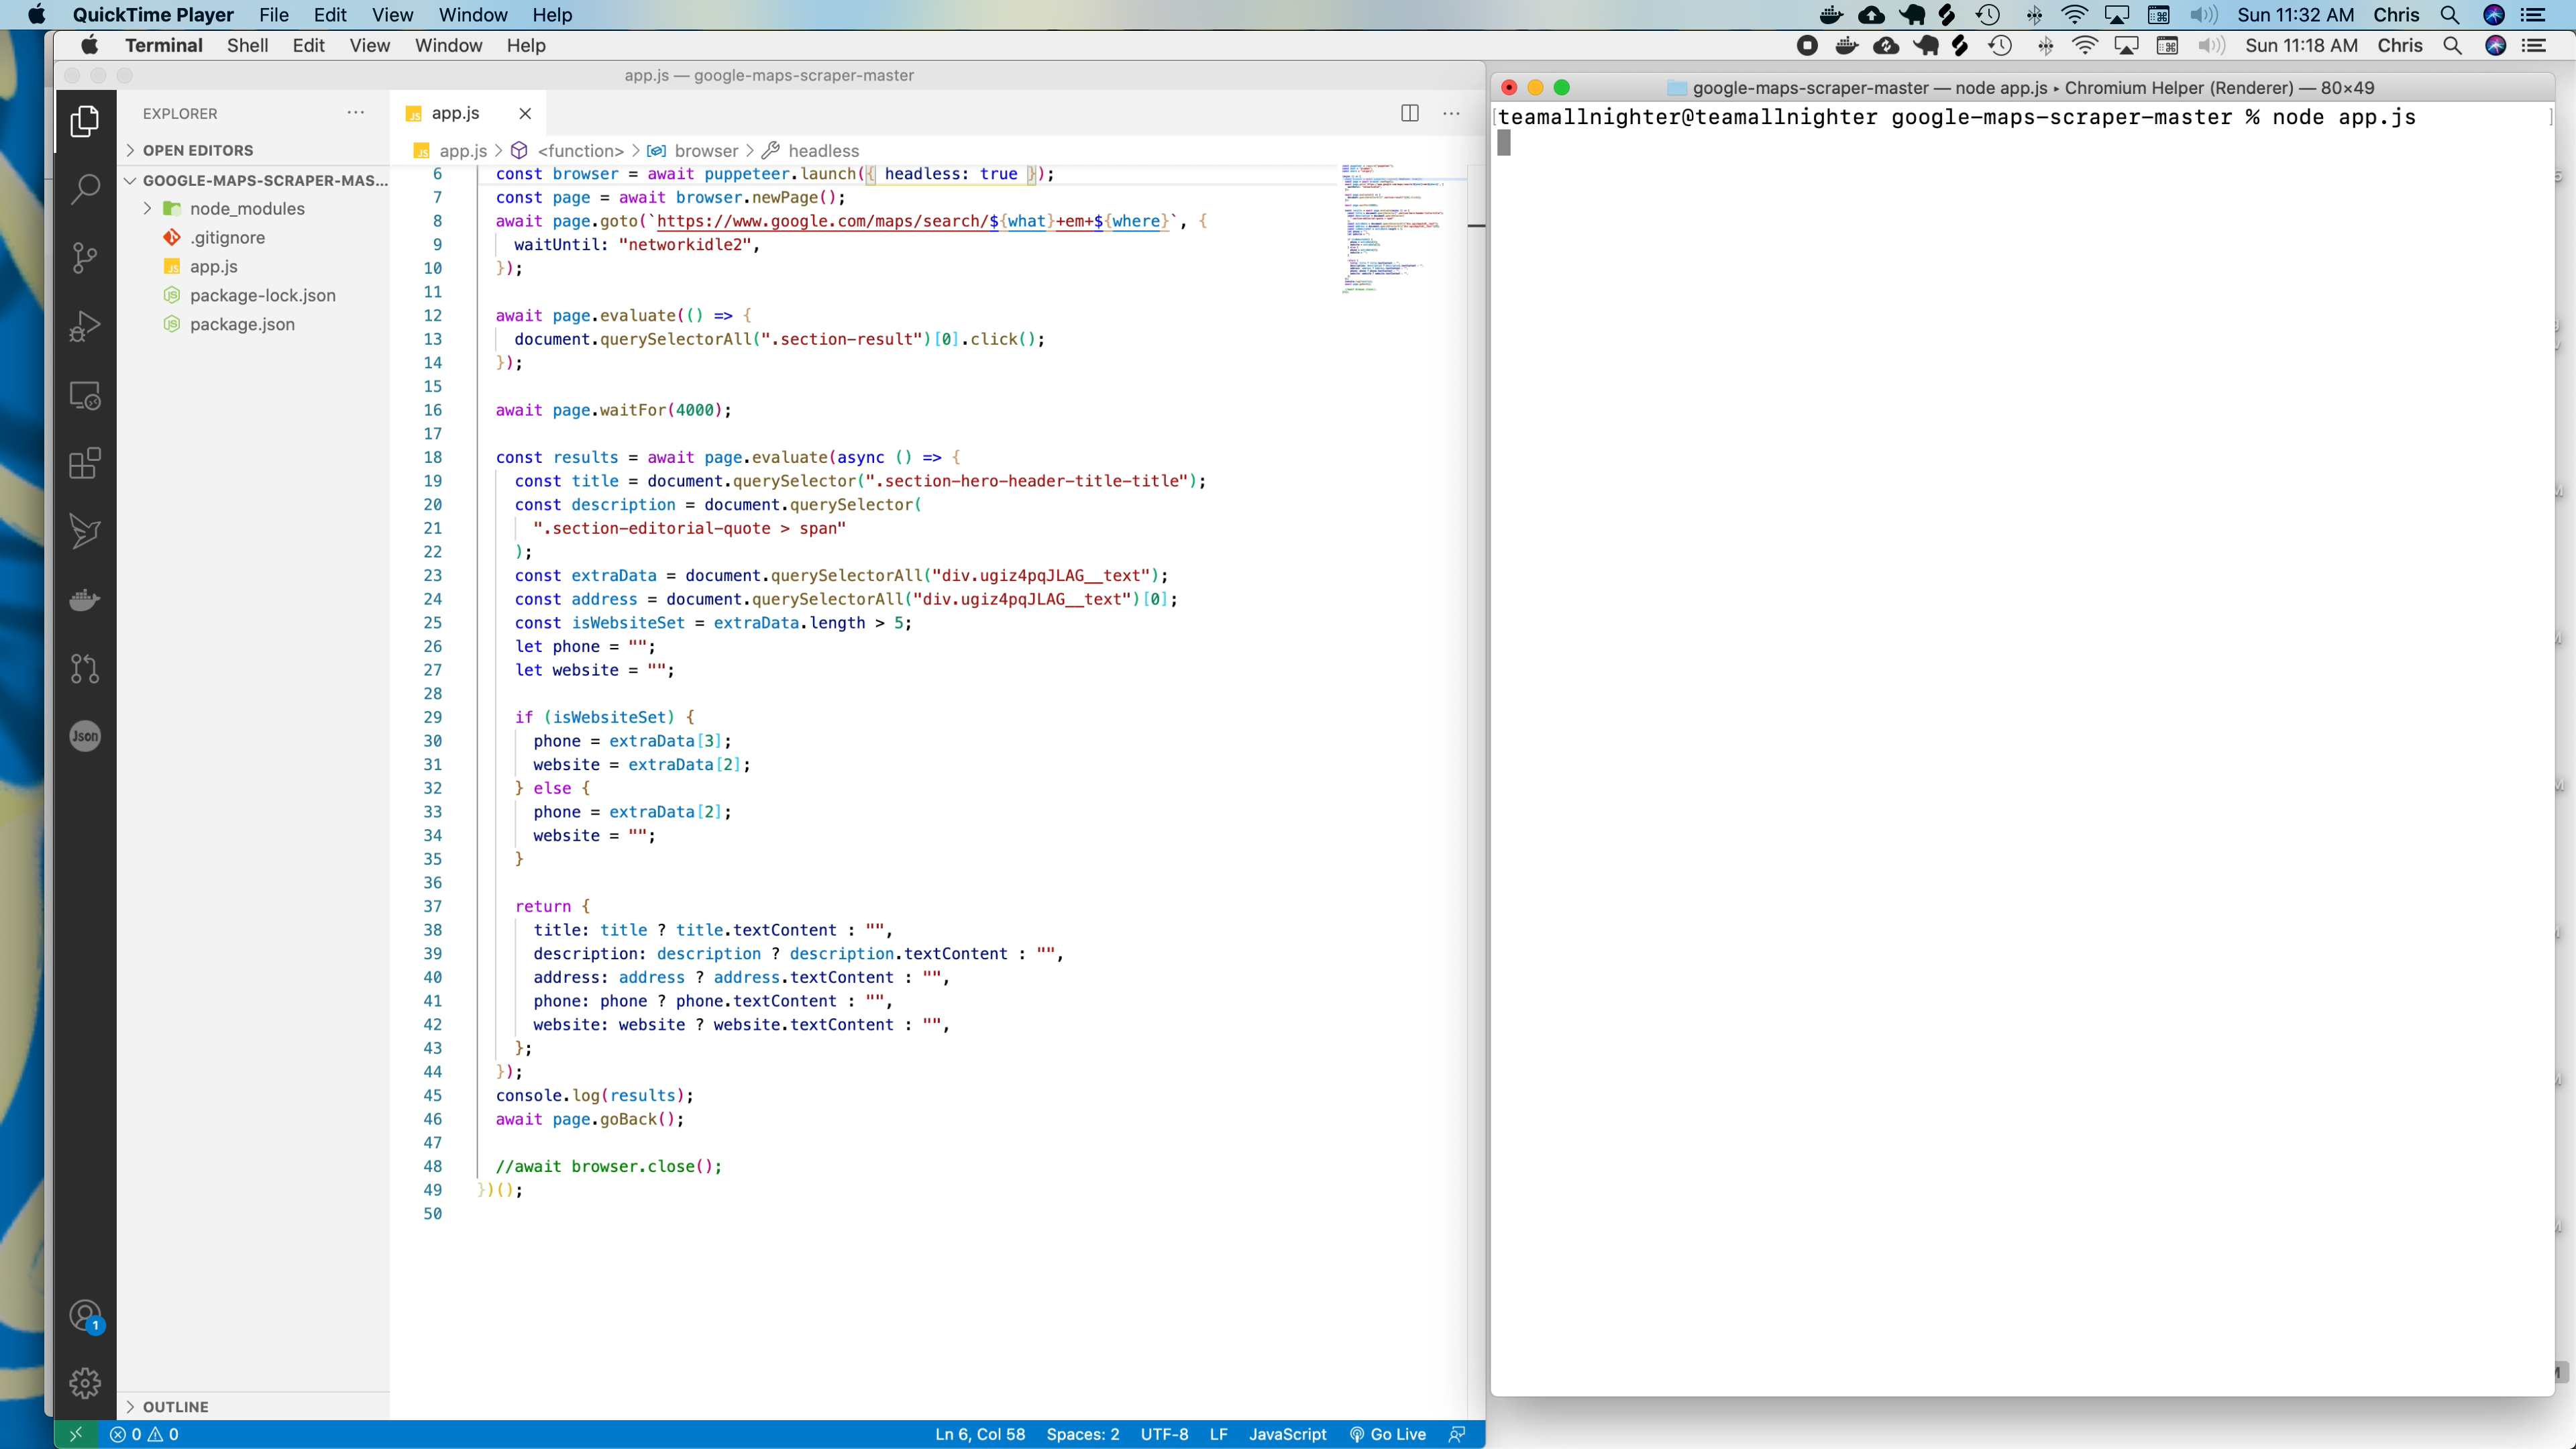 QuickTime Player File Edit View Window Help Sun 11:32 AM Chris
Terminal Shell Edit View Window Help Sun 11:18 AM Chris
app.js — google-maps-scraper-master
google-maps-scraper-master — node app.js ▸ Chromium Helper (Renderer) — 80×49
EXPLORER
OPEN EDITORS
GOOGLE-MAPS-SCRAPER-MAS...
node_modules
.gitignore
JS app.js
package-lock.json
package.json
Json
1
OUTLINE
JS app.js
JS app.js > <function> > browser > headless
6 const browser = await puppeteer.launch({ headless: true });
7 const page = await browser.newPage();
8 await page.goto(`https://www.google.com/maps/search/${what}+em+${where}`, {
9 waitUntil: "networkidle2",
10 });
11
12 await page.evaluate(() => {
13 document.querySelectorAll(".section-result")[0].click();
14 });
15
16 await page.waitFor(4000);
17
18 const results = await page.evaluate(async () => {
19 const title = document.querySelector(".section-hero-header-title-title");
20 const description = document.querySelector(
21 ".section-editorial-quote > span"
22 );
23 const extraData = document.querySelectorAll("div.ugiz4pqJLAG__text");
24 const address = document.querySelectorAll("div.ugiz4pqJLAG__text")[0];
25 const isWebsiteSet = extraData.length > 5;
26 let phone = "";
27 let website = "";
28
29 if (isWebsiteSet) {
30 phone = extraData[3];
31 website = extraData[2];
32 } else {
33 phone = extraData[2];
34 website = "";
35 }
36
37 return {
38 title: title ? title.textContent : "",
39 description: description ? description.textContent : "",
40 address: address ? address.textContent : "",
41 phone: phone ? phone.textContent : "",
42 website: website ? website.textContent : "",
43 };
44 });
45 console.log(results);
46 await page.goBack();
47
48 //await browser.close();
49 })();
50
0 0 Ln 6, Col 58 Spaces: 2 UTF-8 LF JavaScript Go Live
teamallnighter@teamallnighter google-maps-scraper-master % node app.js